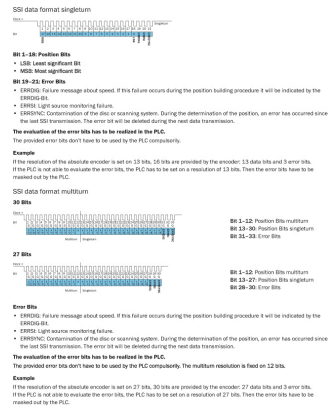 SSI data format singleturn
Clock +
Singleturn
Bit
Bit 1–18: Position Bits
• LSB: Least significant Bit
• MSB: Most significant Bit
Bit 19–21: Error Bits
• ERRDIG: Failure message about speed. If this failure occurs during the position building procedure it will be indicated by the
ERRDIG-Bit.
• ERRSI: Light source monitoring failure.
• ERRSYNC: Contamination of the disc or scanning system. During the determination of the position, an error has occurred since
the last SSI transmission. The error bit will be deleted during the next data transmission.
The evaluation of the error bits has to be realized in the PLC.
The provided error bits don't have to be used by the PLC compulsorily.
Example
If the resolution of the absolute encoder is set on 13 bits, 16 bits are provided by the encoder: 13 data bits and 3 error bits.
If the PLC is not able to evaluate the error bits, the PLC has to be set on a resolution of 13 bits. Then the error bits have to be
masked out by the PLC.
SSI data format multiturn
30 Bits
Clock +
Bit
Multiturn Singleturn
Bit 1–12: Position Bits multiturn
Bit 13–30: Position Bits singleturn
Bit 31–33: Error Bits
27 Bits
Clock +
Bit
Multiturn Singleturn
Bit 1–12: Position Bits multiturn
Bit 13–27: Position Bits singleturn
Bit 28–30: Error Bits
Error Bits
• ERRDIG: Failure message about speed. If this failure occurs during the position building procedure it will be indicated by the
ERRDIG-Bit.
• ERRSI: Light source monitoring failure.
• ERRSYNC: Contamination of the disc or scanning system. During the determination of the position, an error has occurred since
the last SSI transmission. The error bit will be deleted during the next data transmission.
The evaluation of the error bits has to be realized in the PLC.
The provided error bits don't have to be used by the PLC compulsorily. The multiturn resolution is fixed on 12 bits.
Example
If the resolution of the absolute encoder is set on 27 bits, 30 bits are provided by the encoder: 27 data bits and 3 error bits.
If the PLC is not able to evaluate the error bits, the PLC has to be set on a resolution of 27 bits. Then the error bits have to be
masked out by the PLC.